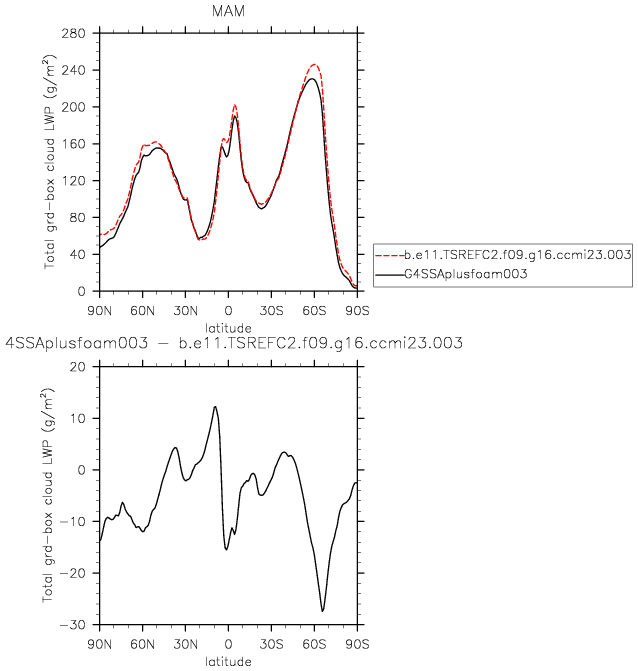 MAM
280
240
200
160
120
80
40
0
Total grd-box cloud LWP (g/m²)
90N 60N 30N 0 30S 60S 90S
latitude
b.e11.TSREFC2.f09.g16.ccmi23.003
G4SSAplusfoam003
4SSAplusfoam003 - b.e11.TSREFC2.f09.g16.ccmi23.003
20
10
0
-10
-20
-30
Total grd-box cloud LWP (g/m²)
90N 60N 30N 0 30S 60S 90S
latitude